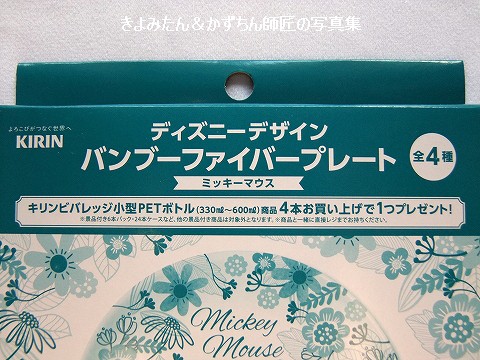 きよみたん＆かずちん師匠の写真集
よろこびがつなぐ世界へ
KIRIN
ディズニーデザイン
バンブーファイバープレート
全4種
ミッキーマウス
キリンビバレッジ小型PETボトル(330㎖～600㎖)商品4本お買い上げで1つプレゼント!
※景品付き6本パック・24本ケースなど、他の景品付き商品は対象外となります。※商品と一緒に直接レジまでお持ちください。
Mickey
Mouse